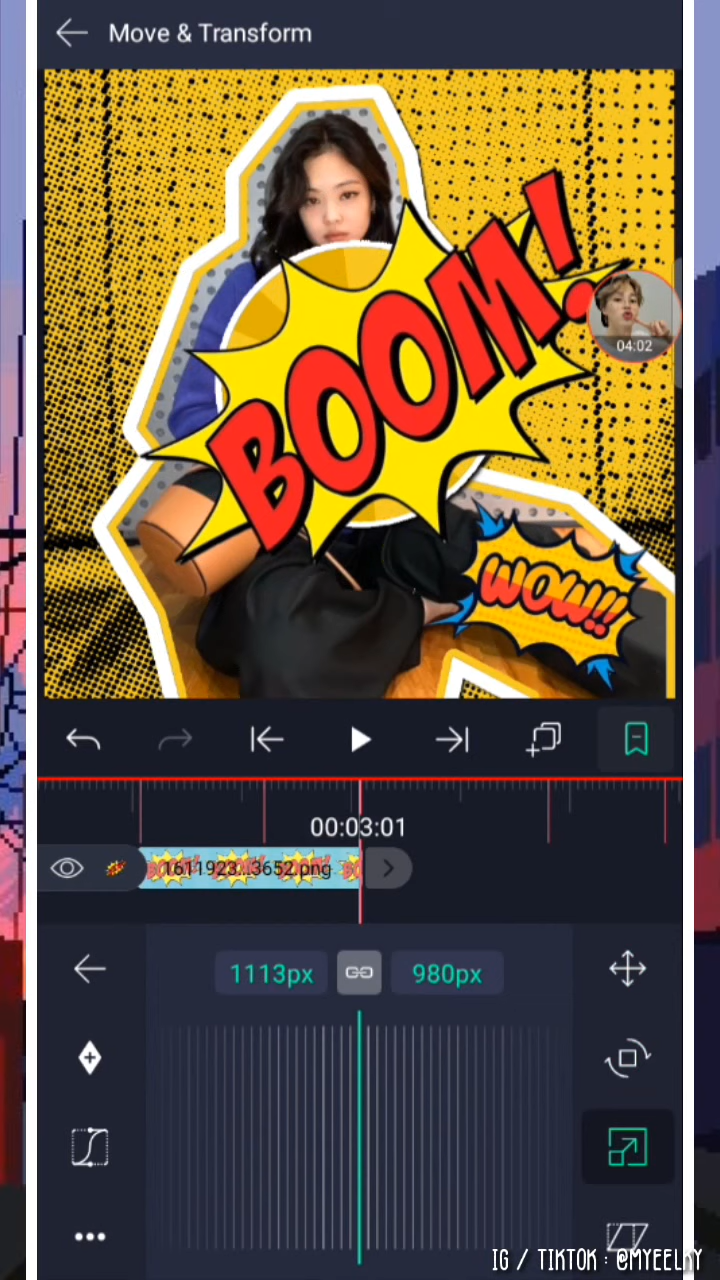 Move & Transform
BOOM!
04:02
WOW!!
00:03:01
1611923...3652.png
1113px
980px
IG / TIKTOK : @MYEELKY